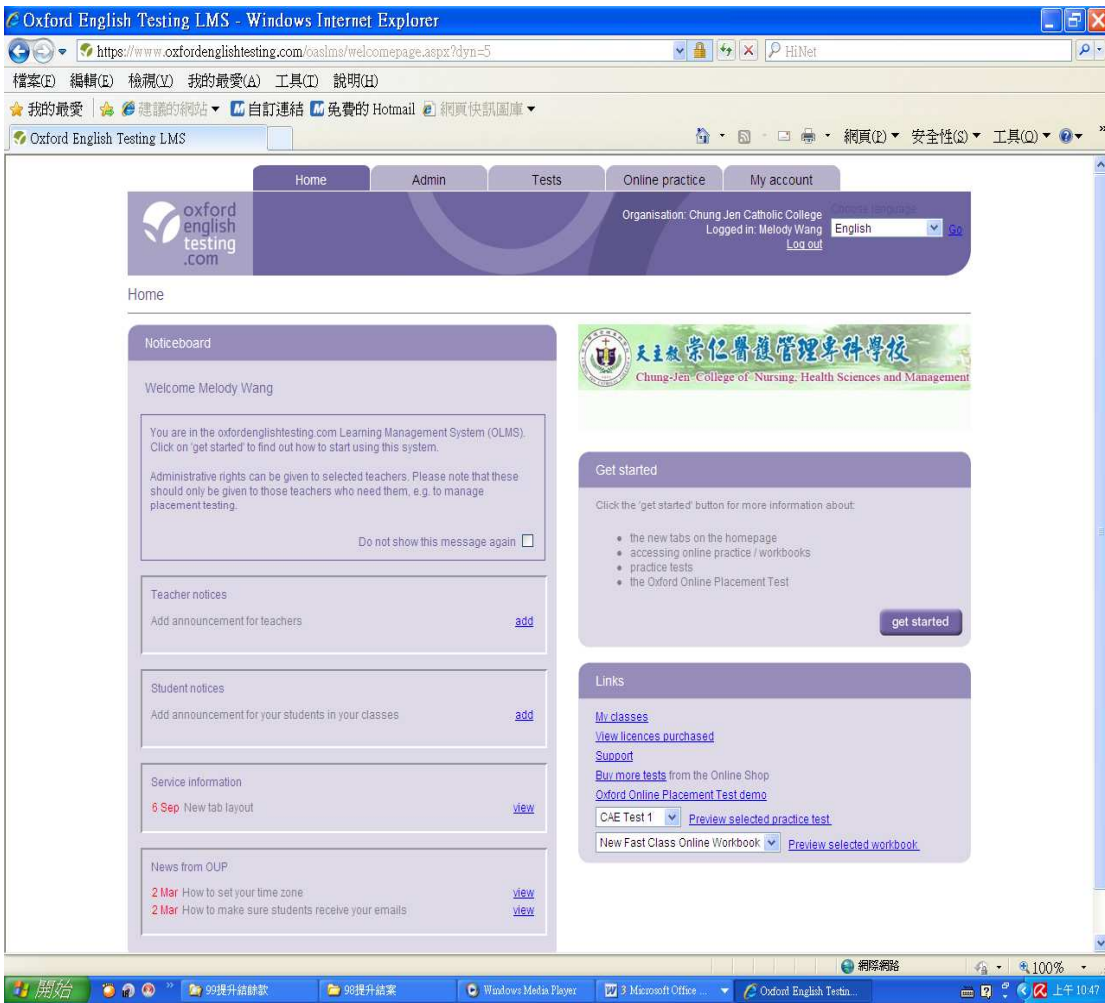 Oxford English Testing LMS - Windows Internet Explorer
https://www.oxfordenglishtesting.com/oaslms/welcomepage.aspx?dyn=5
HiNet
檔案(F) 編輯(E) 檢視(V) 我的最愛(A) 工具(T) 說明(H)
我的最愛 建議的網站 自訂連結 免費的 Hotmail 網頁快訊圖庫
Oxford English Testing LMS
網頁(P) 安全性(S) 工具(O)
Home Admin Tests Online practice My account
oxford
english
testing
.com
Organisation: Chung Jen Catholic College
Logged in: Melody Wang
Log out
Choose language
English Go
Home
Noticeboard
Welcome Melody Wang
You are in the oxfordenglishtesting.com Learning Management System (OLMS).
Click on 'get started' to find out how to start using this system.
Administrative rights can be given to selected teachers. Please note that these
should only be given to those teachers who need them, e.g. to manage
placement testing.
Do not show this message again
Teacher notices
Add announcement for teachers add
Student notices
Add announcement for your students in your classes add
Service information
6 Sep New tab layout view
News from OUP
2 Mar How to set your time zone view
2 Mar How to make sure students receive your emails view
天主教崇仁醫護管理專科學校
Chung-Jen College of Nursing, Health Sciences and Management
Get started
Click the 'get started' button for more information about:
the new tabs on the homepage
accessing online practice / workbooks
practice tests
the Oxford Online Placement Test
get started
Links
My classes
View licences purchased
Support
Buy more tests from the Online Shop
Oxford Online Placement Test demo
CAE Test 1 Preview selected practice test
New Fast Class Online Workbook Preview selected workbook
網際網路 100%
開始 99提升結餘款 98提升結案 Windows Media Player 3 Microsoft Office ... Oxford English Testin... 上午 10:47